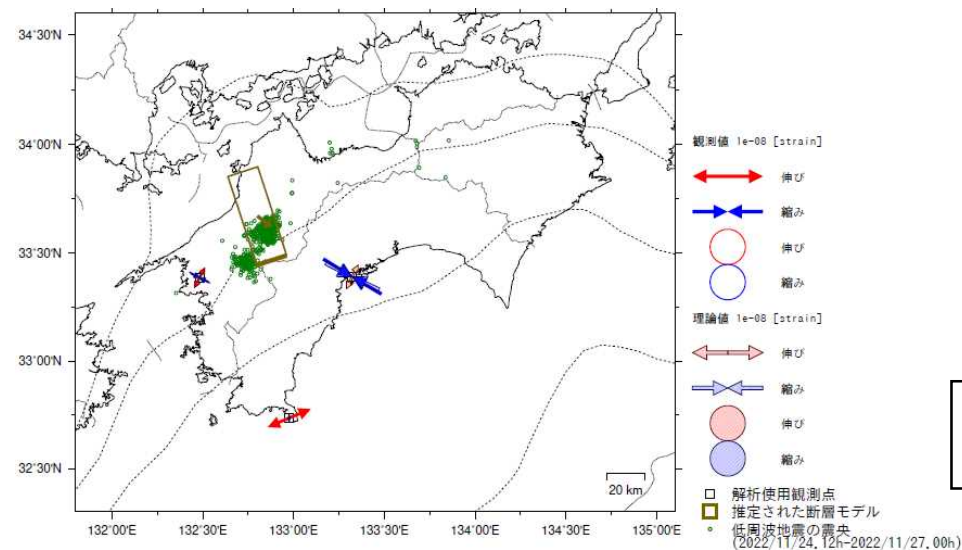 34°30'N
34°00'N
33°30'N
33°00'N
32°30'N
132°00'E
132°30'E
133°00'E
133°30'E
134°00'E
134°30'E
135°00'E
20 km
観測値 1e-08 [strain]
伸び
縮み
伸び
縮み
理論値 1e-08 [strain]
伸び
縮み
伸び
縮み
解析使用観測点
推定された断層モデル
低周波地震の震央
(2022/11/24.12h-2022/11/27.00h)